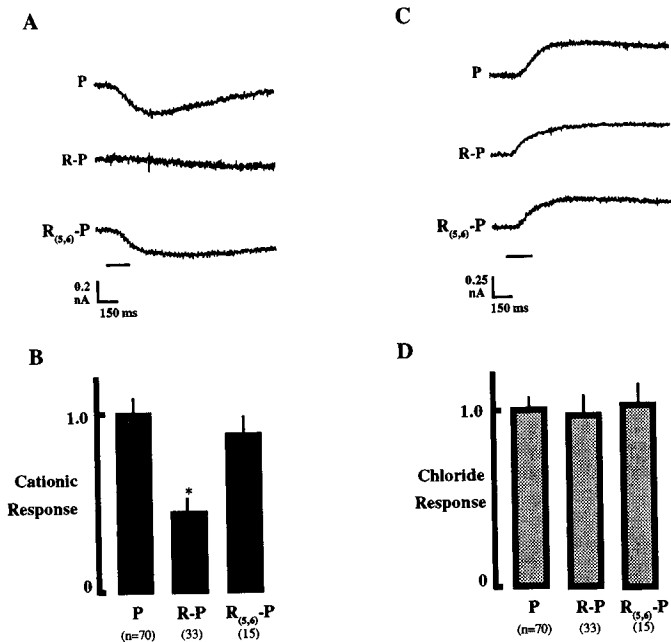 A
P
R-P
R(5,6)-P
0.2
nA
150 ms
C
P
R-P
R(5,6)-P
0.25
nA
150 ms
B
1.0
Cationic
Response
0
*
P R-P R(5,6)-P
(n=70) (33) (15)
D
1.0
Chloride
Response
0
P R-P R(5,6)-P
(n=70) (33) (15)